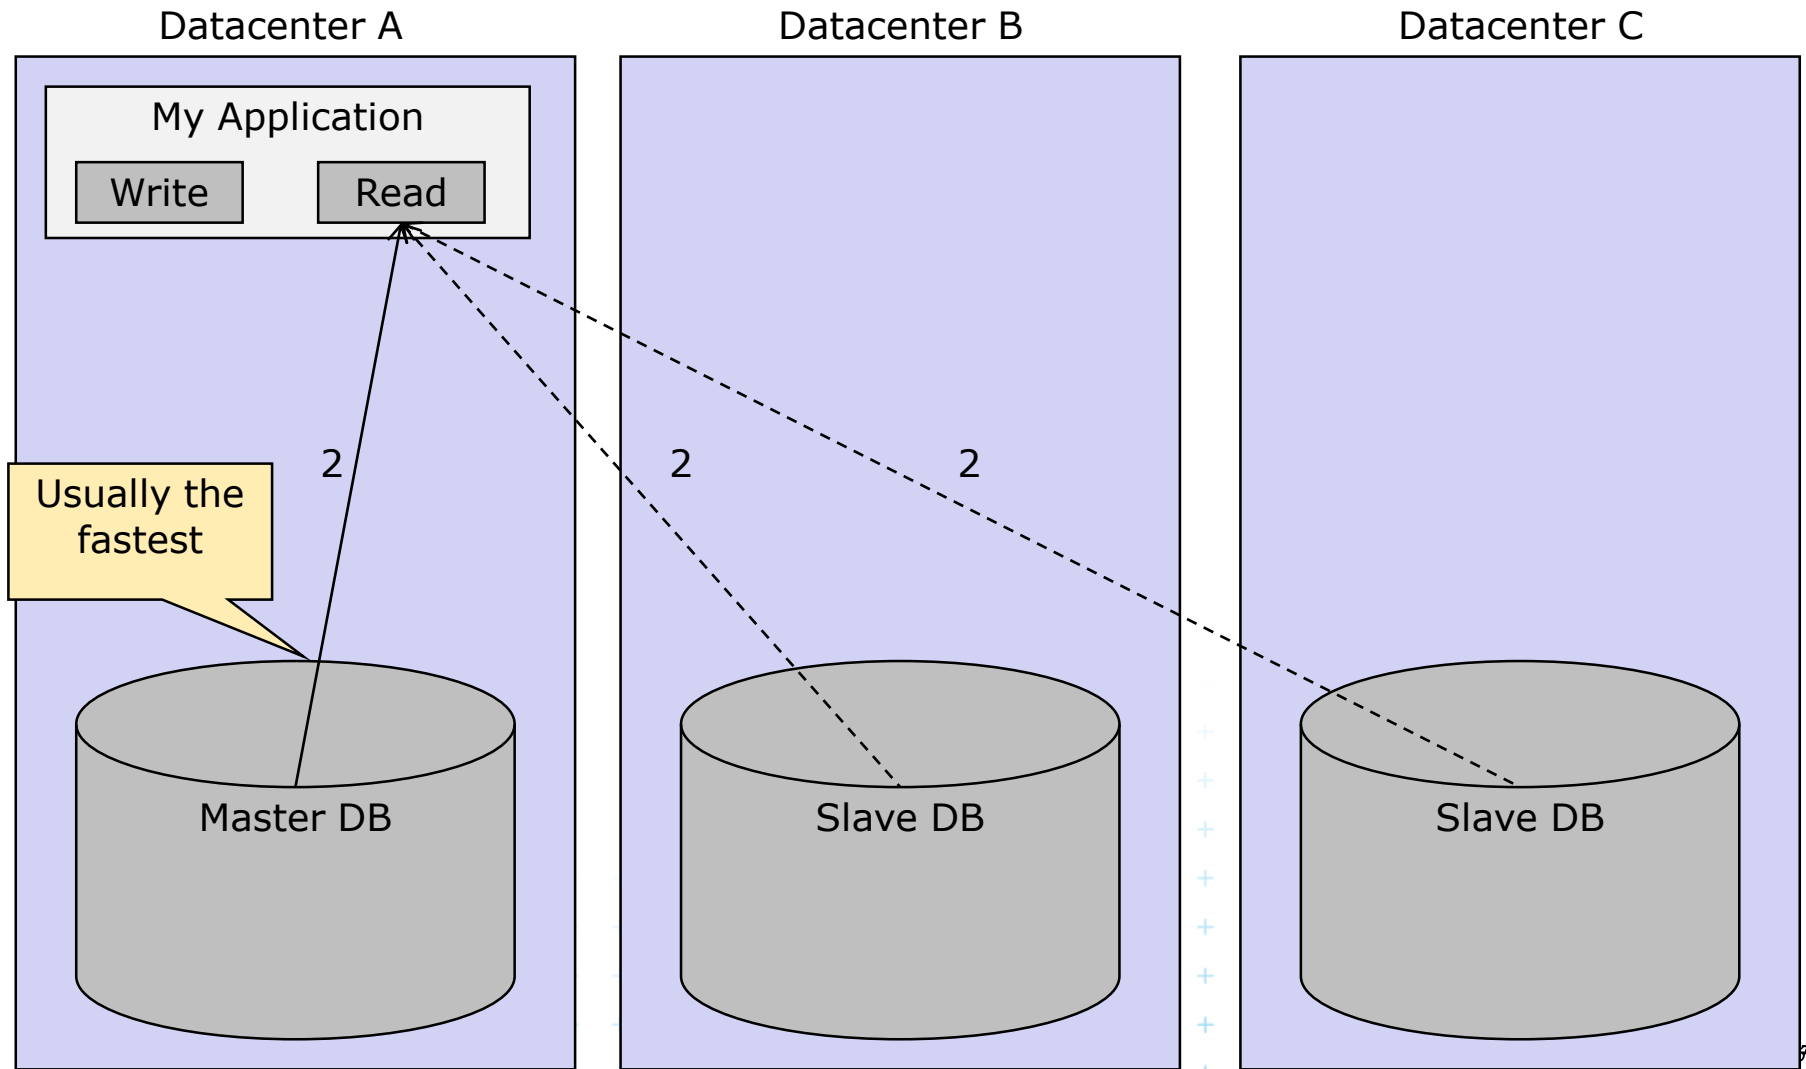 Datacenter A
Datacenter B
Datacenter C
My Application
Write
Read
2
2
2
Usually the
fastest
Master DB
Slave DB
Slave DB